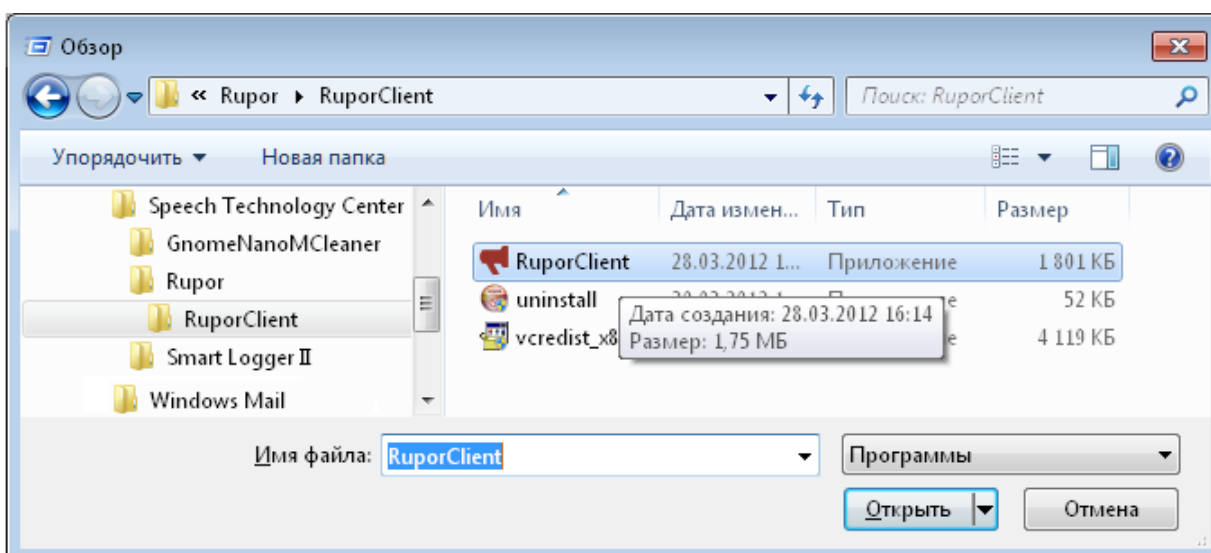 Обзор
« Rupor ▸ RuporClient
Поиск: RuporClient
Упорядочить Новая папка
Speech Technology Center
GnomeNanoMCleaner
Rupor
RuporClient
Smart Logger II
Windows Mail
Имя Дата измен... Тип Размер
RuporClient 28.03.2012 1... Приложение 1 801 КБ
uninstall 52 КБ
vcredist_x8 4 119 КБ
Дата создания: 28.03.2012 16:14
Размер: 1,75 МБ
Имя файла: RuporClient
Программы
Открыть Отмена